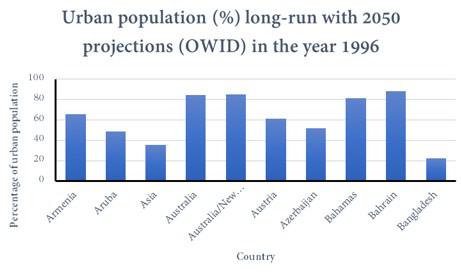 Urban population (%) long-run with 2050
projections (OWID) in the year 1996
Percentage of urban population
100
80
60
40
20
0
Armenia
Aruba
Asia
Australia
Australia/New…
Austria
Azerbaijan
Bahamas
Bahrain
Bangladesh
Country